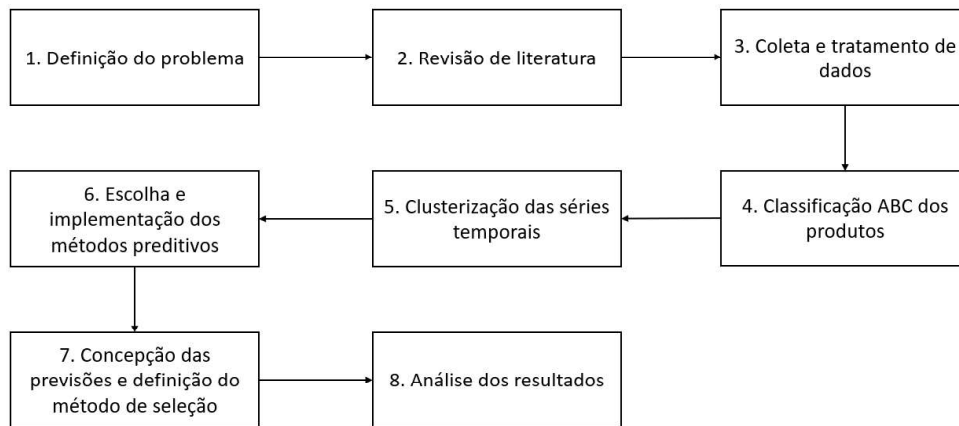 1. Definição do problema
2. Revisão de literatura
3. Coleta e tratamento de
dados
4. Classificação ABC dos
produtos
5. Clusterização das séries
temporais
6. Escolha e
implementação dos
métodos preditivos
7. Concepção das
previsões e definição do
método de seleção
8. Análise dos resultados